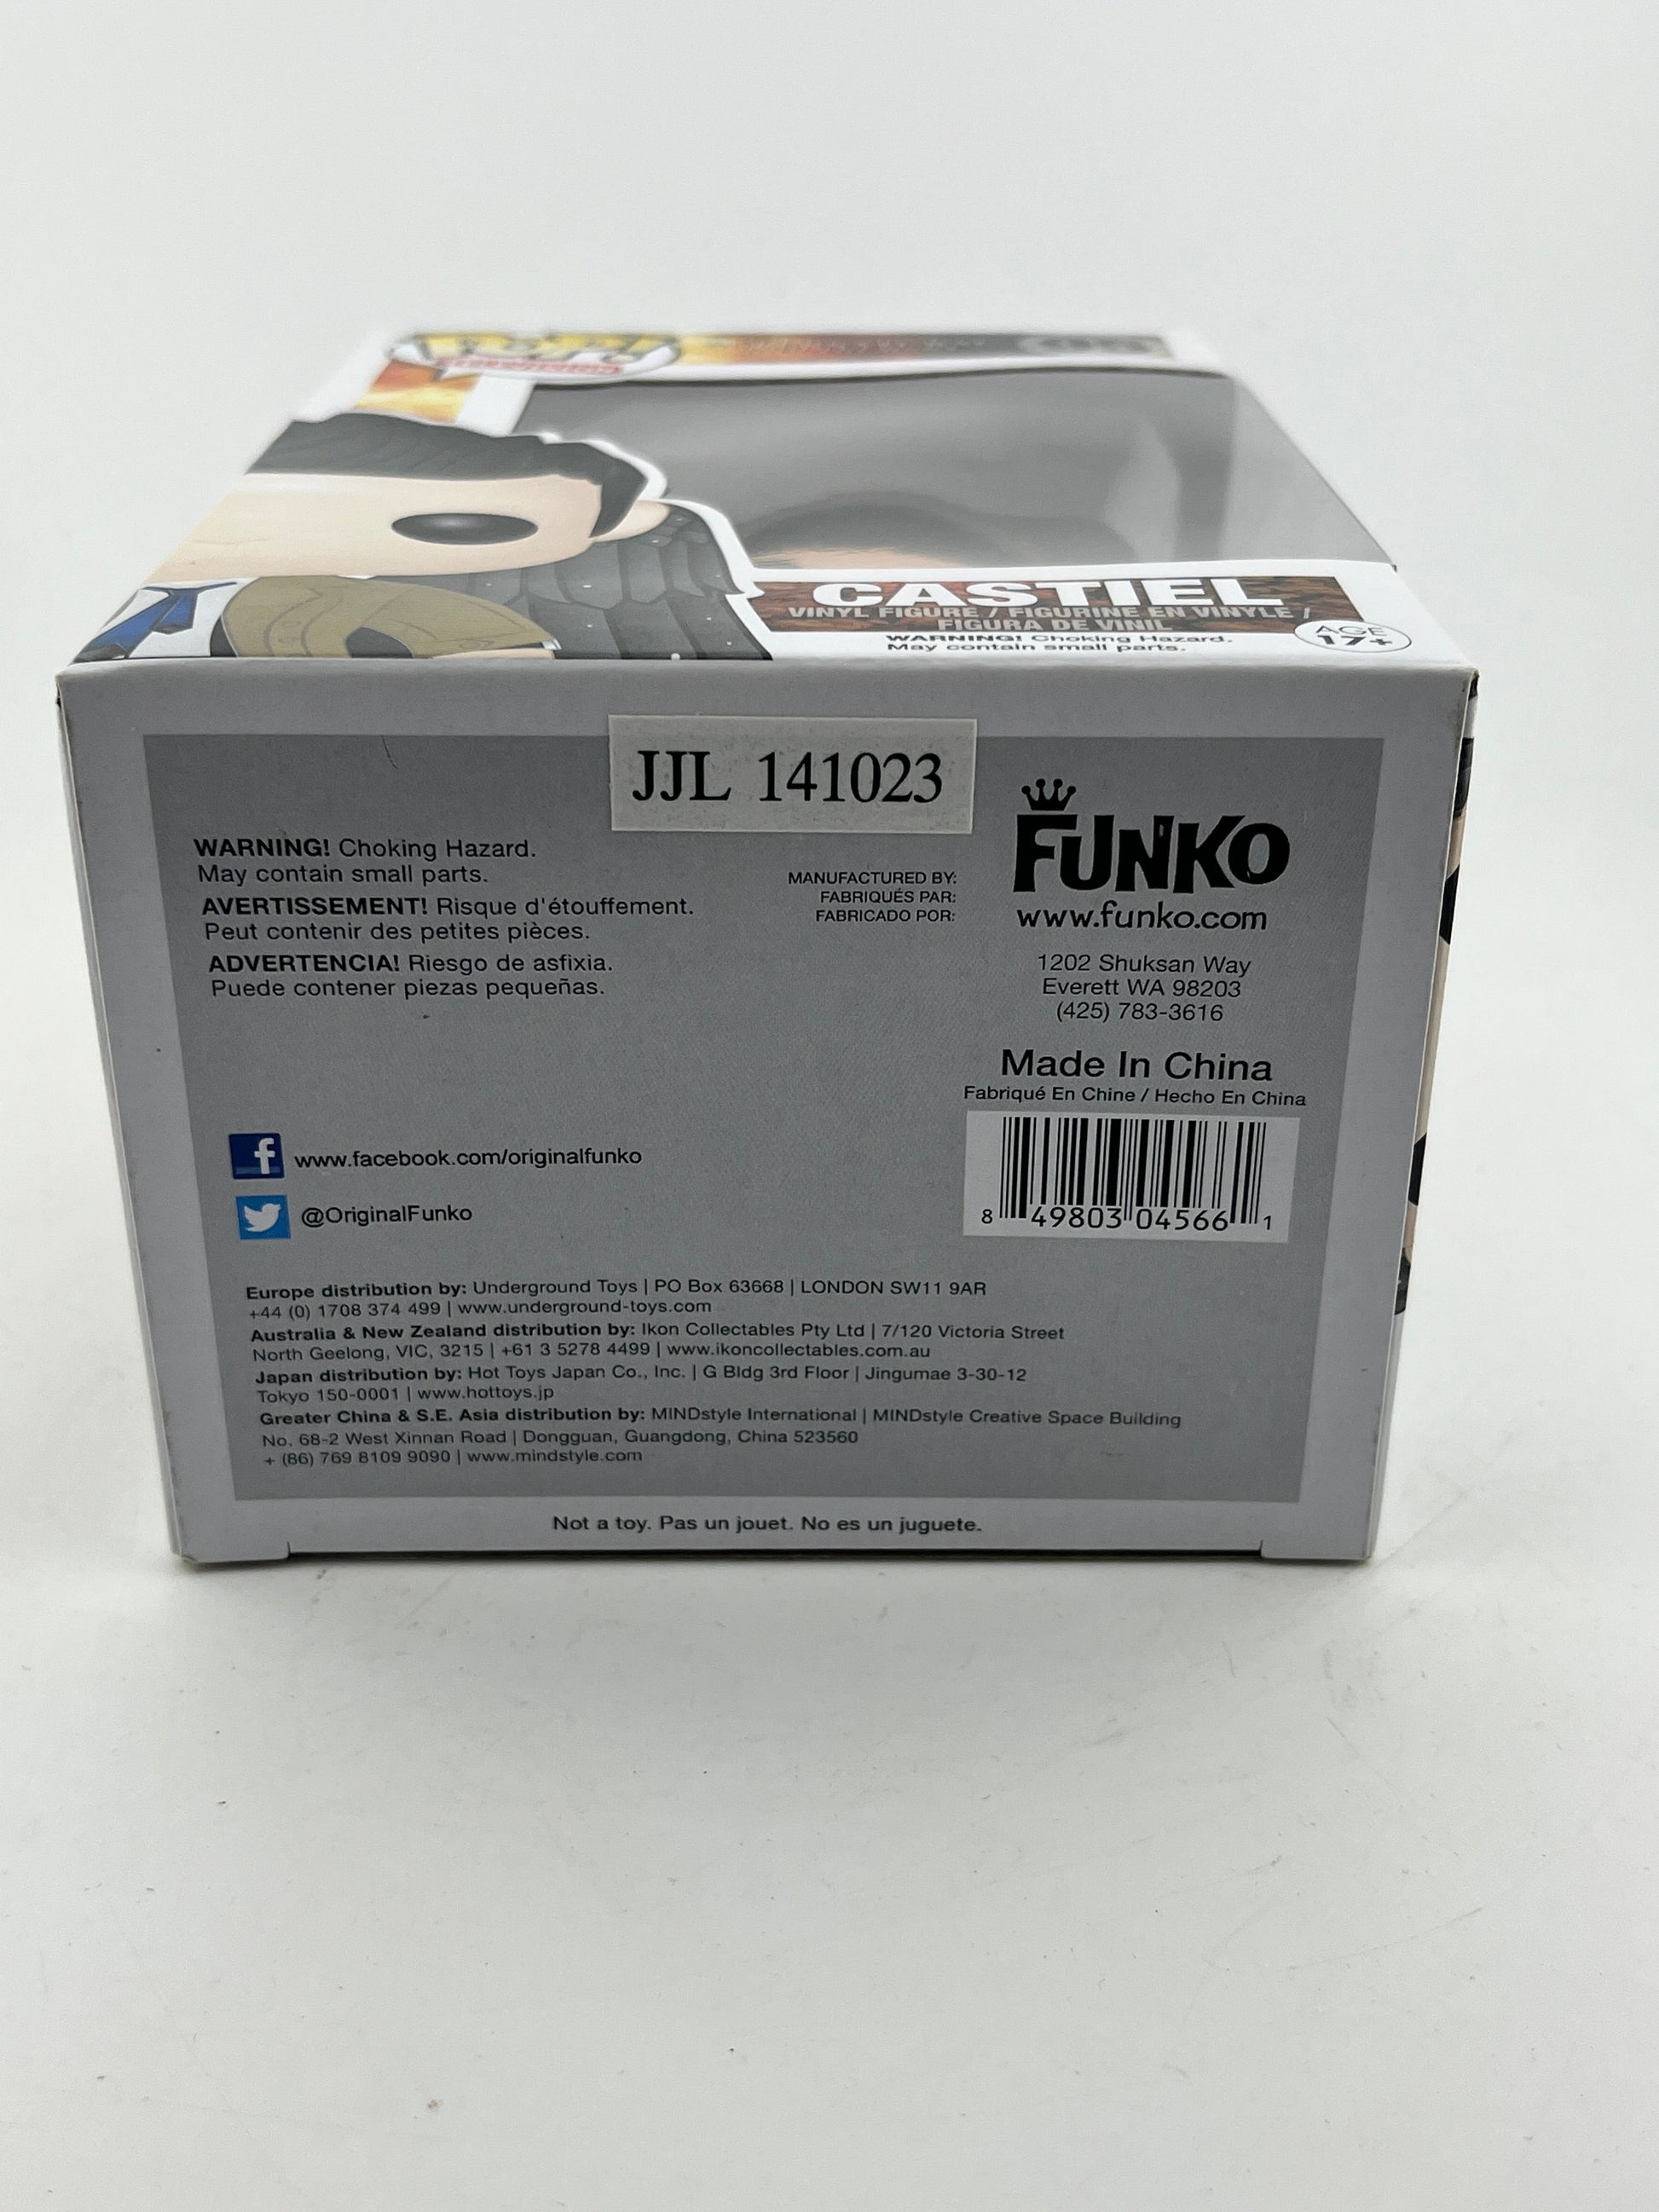 POP!
CASTIEL
VINYL FIGURE / FIGURINE EN VINYLE /
FIGURA DE VINIL
WARNING! Choking Hazard.
May contain small parts.
AGE
17+
JJL 141023
WARNING! Choking Hazard.
May contain small parts.
AVERTISSEMENT! Risque d'étouffement.
Peut contenir des petites pièces.
ADVERTENCIA! Riesgo de asfixia.
Puede contener piezas pequeñas.
MANUFACTURED BY:
FABRIQUÉS PAR:
FABRICADO POR:
FUNKO
www.funko.com
1202 Shuksan Way
Everett WA 98203
(425) 783-3616
Made In China
Fabriqué En Chine / Hecho En China
8 49803 04566 1
www.facebook.com/originalfunko
@OriginalFunko
Europe distribution by: Underground Toys | PO Box 63668 | LONDON SW11 9AR
+44 (0) 1708 374 499 | www.underground-toys.com
Australia & New Zealand distribution by: Ikon Collectables Pty Ltd | 7/120 Victoria Street
North Geelong, VIC, 3215 | +61 3 5278 4499 | www.ikoncollectables.com.au
Japan distribution by: Hot Toys Japan Co., Inc. | G Bldg 3rd Floor | Jingumae 3-30-12
Tokyo 150-0001 | www.hottoys.jp
Greater China & S.E. Asia distribution by: MINDstyle International | MINDstyle Creative Space Building
No. 68-2 West Xinnan Road | Dongguan, Guangdong, China 523560
+ (86) 769 8109 9090 | www.mindstyle.com
Not a toy. Pas un jouet. No es un juguete.